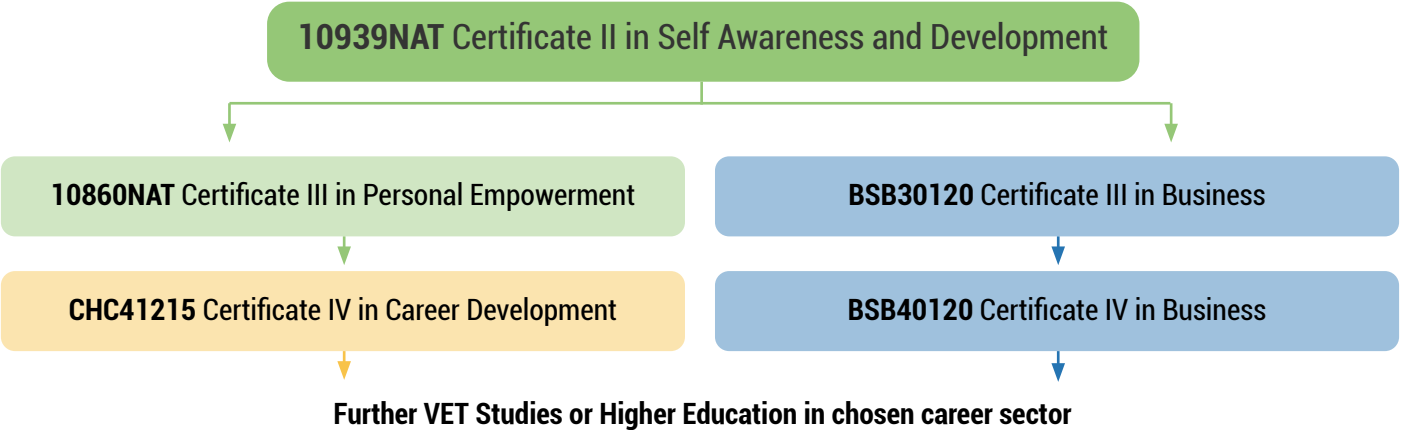 10939NAT Certificate II in Self Awareness and Development
10860NAT Certificate III in Personal Empowerment
BSB30120 Certificate III in Business
CHC41215 Certificate IV in Career Development
BSB40120 Certificate IV in Business
Further VET Studies or Higher Education in chosen career sector